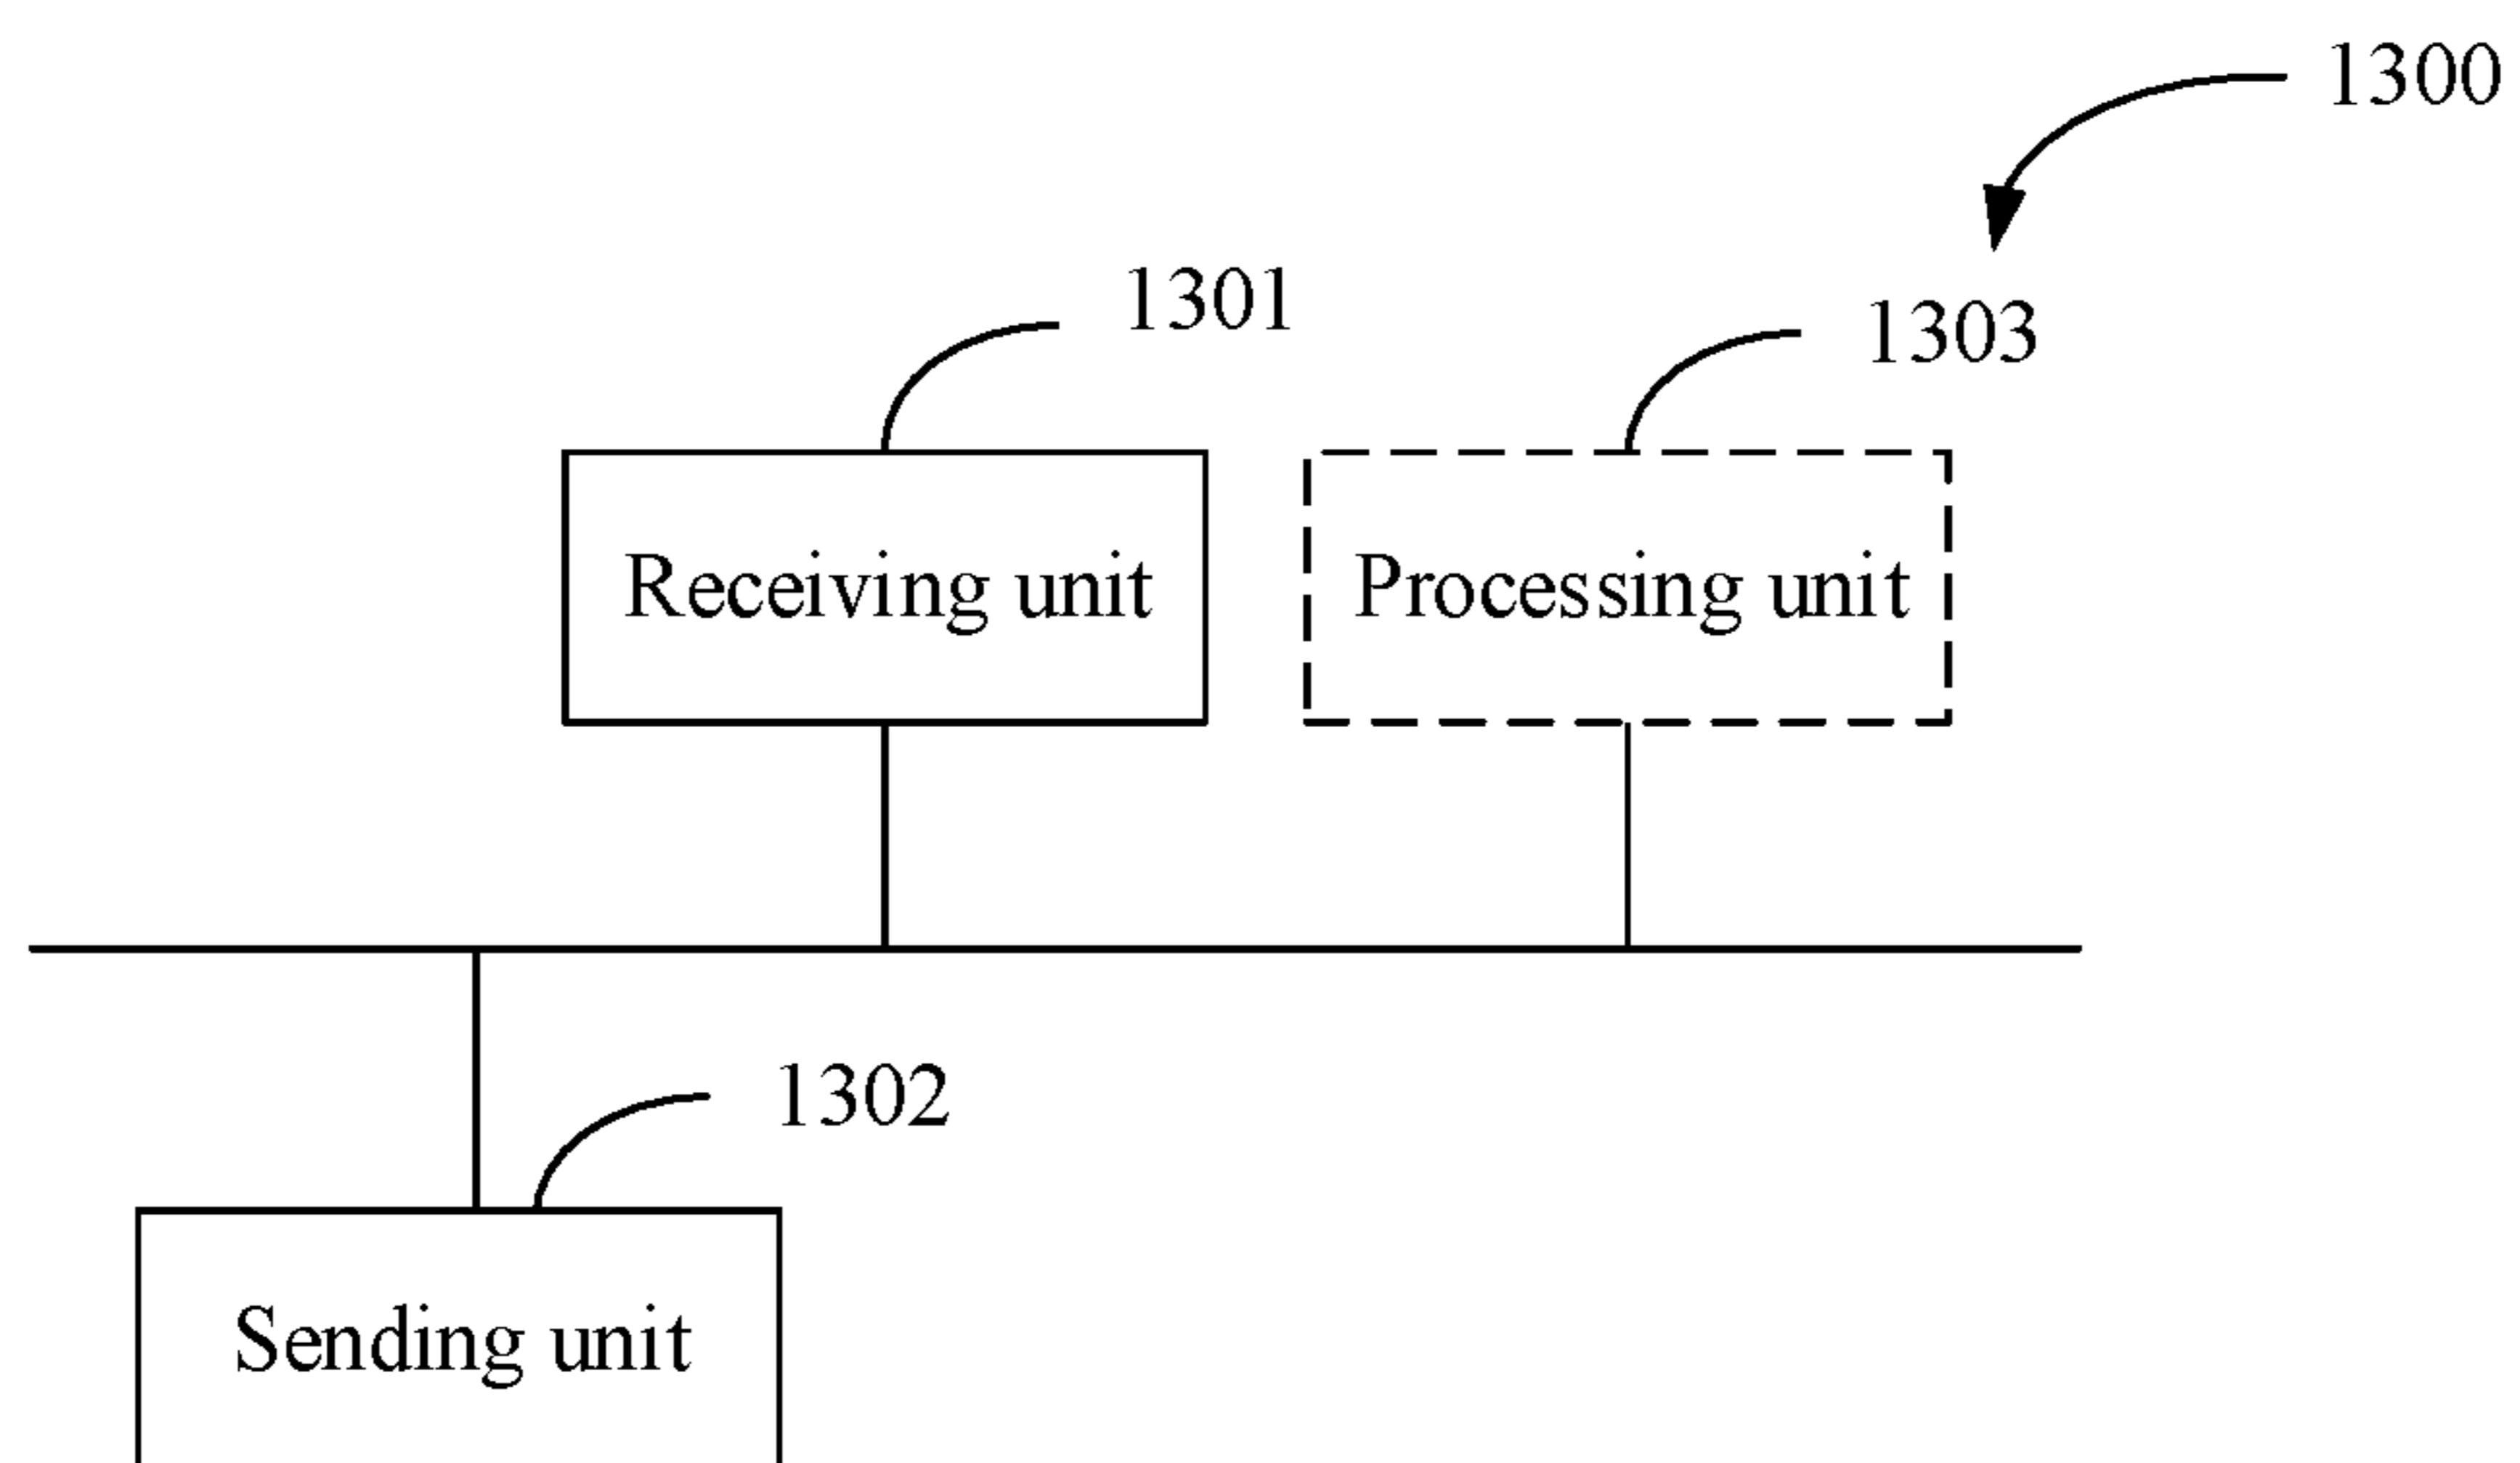 1300
1301
1303
Receiving unit
Processing unit
1302
Sending unit